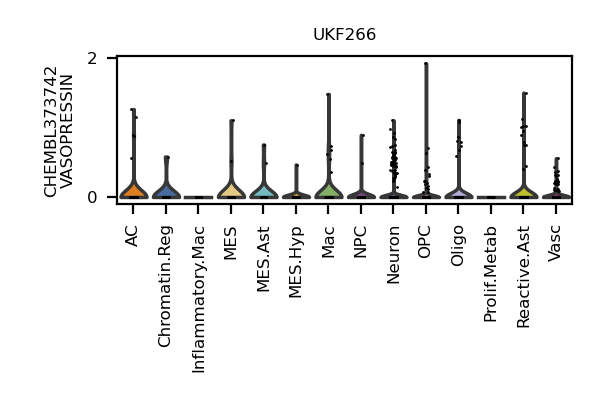 UKF266
CHEMBL373742
VASOPRESSIN
2
0
AC
Chromatin.Reg
Inflammatory.Mac
MES
MES.Ast
MES.Hyp
Mac
NPC
Neuron
OPC
Oligo
Prolif.Metab
Reactive.Ast
Vasc